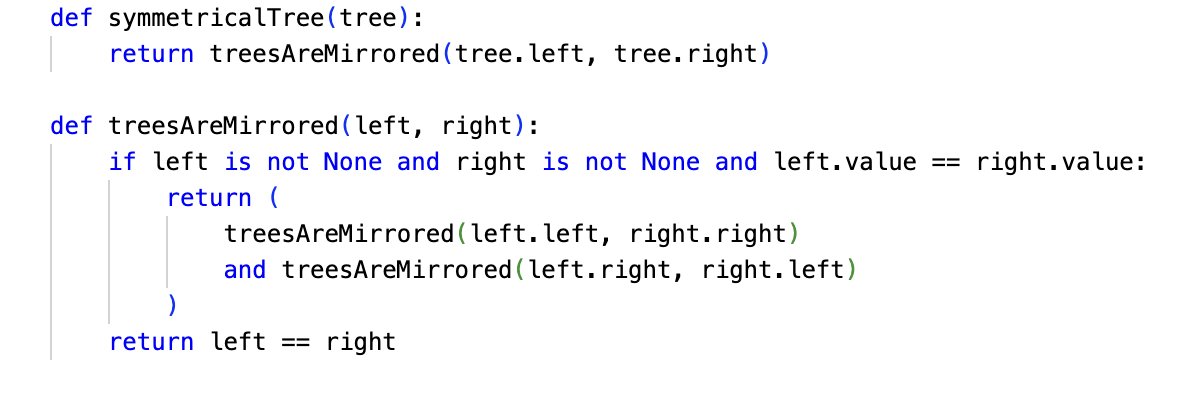 def symmetricalTree(tree):
    return treesAreMirrored(tree.left, tree.right)

def treesAreMirrored(left, right):
    if left is not None and right is not None and left.value == right.value:
        return (
            treesAreMirrored(left.left, right.right)
            and treesAreMirrored(left.right, right.left)
        )
    return left == right